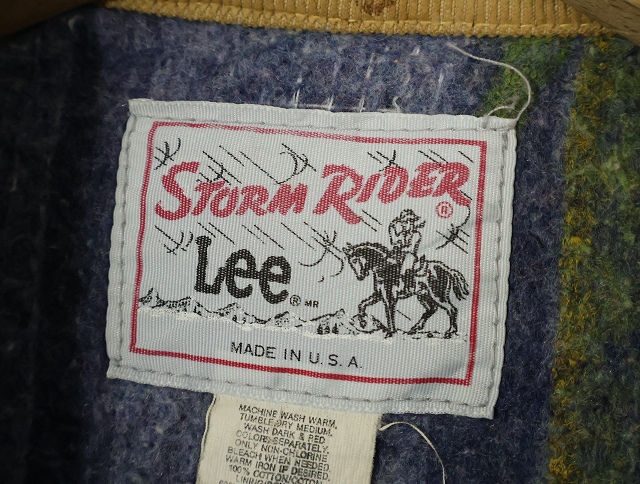 STORM RIDER ®
Lee ® MR
MADE IN U.S.A.
MACHINE WASH WARM,
TUMBLE DRY MEDIUM.
WASH DARK & RED
COLORS SEPARATELY.
ONLY NON-CHLORINE
BLEACH WHEN NEEDED
WARM IRON IF DESIRED.
100% COTTON/COTTON